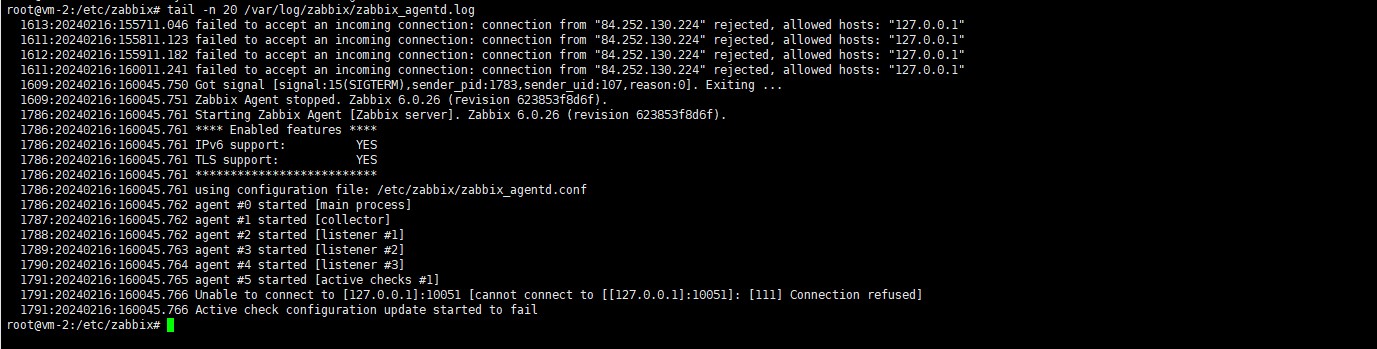 root@vm-2:/etc/zabbix# tail -n 20 /var/log/zabbix/zabbix_agentd.log
1613:20240216:155711.046 failed to accept an incoming connection: connection from "84.252.130.224" rejected, allowed hosts: "127.0.0.1"
1611:20240216:155811.123 failed to accept an incoming connection: connection from "84.252.130.224" rejected, allowed hosts: "127.0.0.1"
1612:20240216:155911.182 failed to accept an incoming connection: connection from "84.252.130.224" rejected, allowed hosts: "127.0.0.1"
1611:20240216:160011.241 failed to accept an incoming connection: connection from "84.252.130.224" rejected, allowed hosts: "127.0.0.1"
1609:20240216:160045.750 Got signal [signal:15(SIGTERM),sender_pid:1783,sender_uid:107,reason:0]. Exiting ...
1609:20240216:160045.751 Zabbix Agent stopped. Zabbix 6.0.26 (revision 623853f8d6f).
1786:20240216:160045.761 Starting Zabbix Agent [Zabbix server]. Zabbix 6.0.26 (revision 623853f8d6f).
1786:20240216:160045.761 **** Enabled features ****
1786:20240216:160045.761 IPv6 support:          YES
1786:20240216:160045.761 TLS support:           YES
1786:20240216:160045.761 **************************
1786:20240216:160045.761 using configuration file: /etc/zabbix/zabbix_agentd.conf
1786:20240216:160045.762 agent #0 started [main process]
1787:20240216:160045.762 agent #1 started [collector]
1788:20240216:160045.762 agent #2 started [listener #1]
1789:20240216:160045.763 agent #3 started [listener #2]
1790:20240216:160045.764 agent #4 started [listener #3]
1791:20240216:160045.765 agent #5 started [active checks #1]
1791:20240216:160045.766 Unable to connect to [127.0.0.1]:10051 [cannot connect to [[127.0.0.1]:10051]: [111] Connection refused]
1791:20240216:160045.766 Active check configuration update started to fail
root@vm-2:/etc/zabbix#